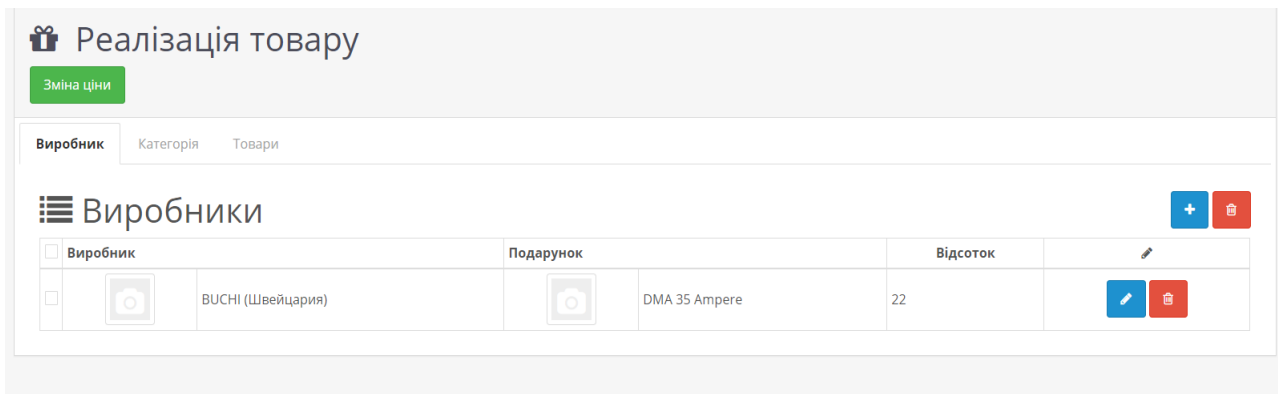 Реалізація товару
Зміна ціни
Виробник Категорія Товари
Виробники
Виробник Подарунок Відсоток
BUCHI (Швейцария) DMA 35 Ampere 22